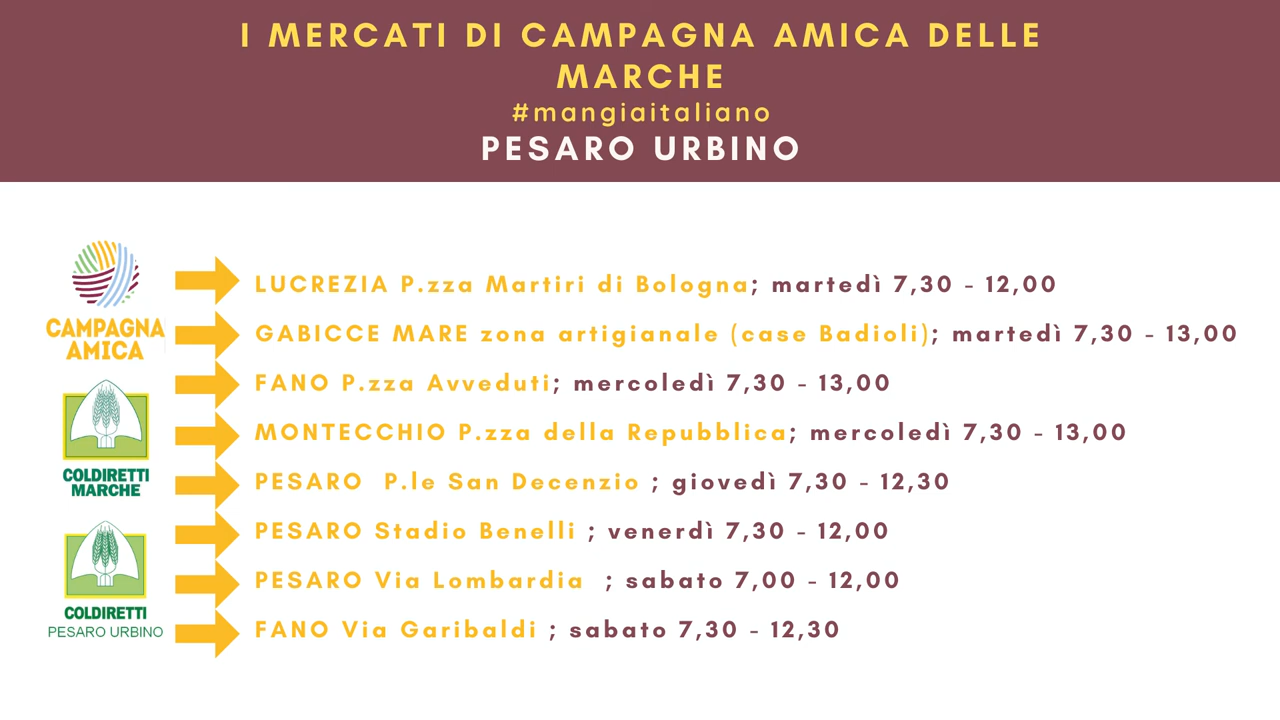 I MERCATI DI CAMPAGNA AMICA DELLE
MARCHE
#mangiaitaliano
PESARO URBINO
CAMPAGNA
AMICA
COLDIRETTI
MARCHE
COLDIRETTI
PESARO URBINO
LUCREZIA P.zza Martiri di Bologna; martedì 7,30 - 12,00
GABICCE MARE zona artigianale (case Badioli); martedì 7,30 - 13,00
FANO P.zza Avveduti; mercoledì 7,30 - 13,00
MONTECCHIO P.zza della Repubblica; mercoledì 7,30 - 13,00
PESARO  P.le San Decenzio ; giovedì 7,30 - 12,30
PESARO Stadio Benelli ; venerdì 7,30 - 12,00
PESARO Via Lombardia  ; sabato 7,00 - 12,00
FANO Via Garibaldi ; sabato 7,30 - 12,30